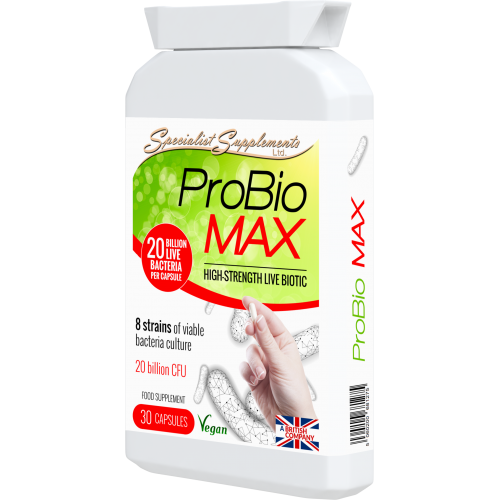 Specialist Supplements
Ltd.
ProBio
MAX
HIGH-STRENGTH LIVE BIOTIC
20 BILLION
LIVE
BACTERIA
PER CAPSULE
8 strains of viable
bacteria culture
20 billion CFU
FOOD SUPPLEMENT
30 CAPSULES
Vegan
A BRITISH
COMPANY
ProBio MAX